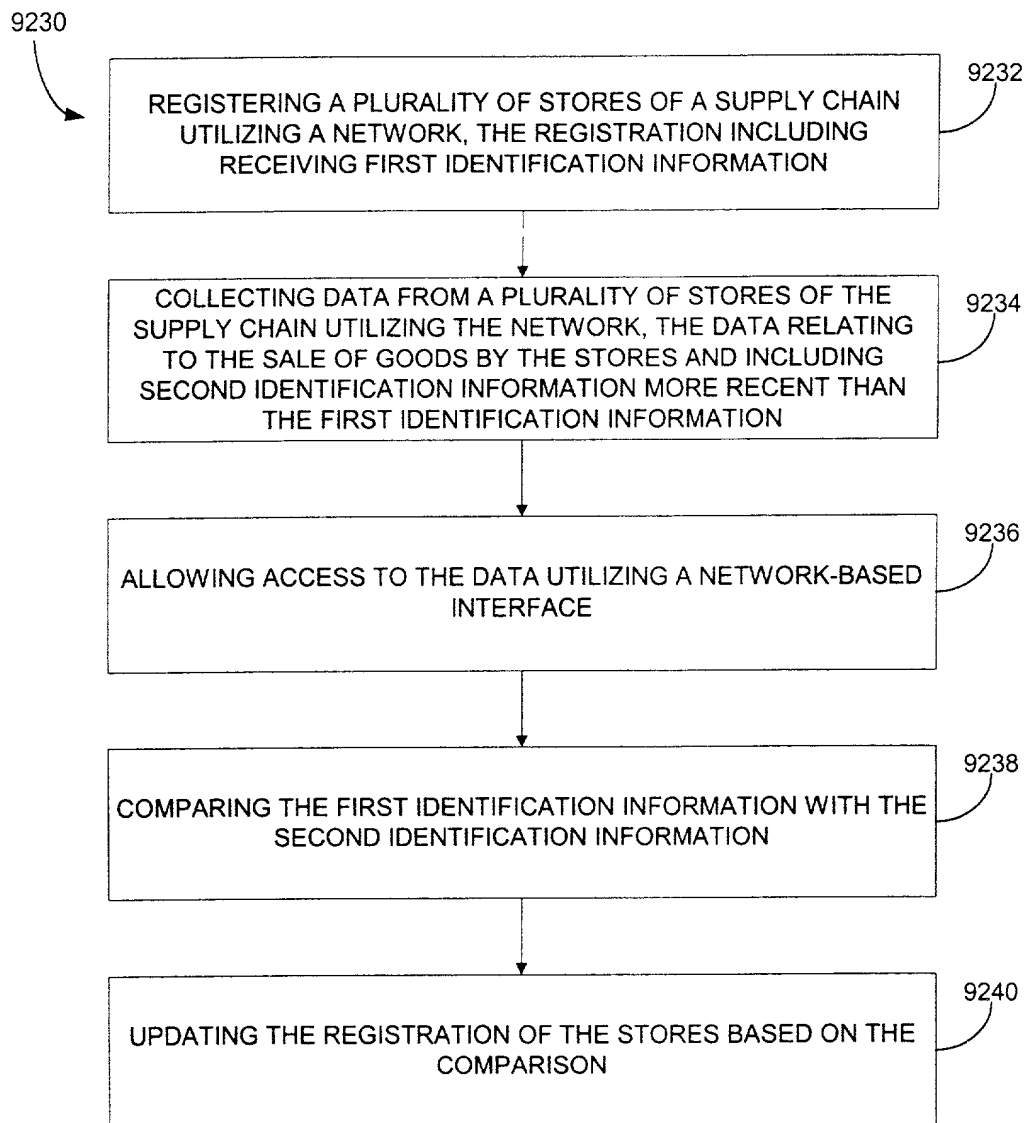 9230
9232
REGISTERING A PLURALITY OF STORES OF A SUPPLY CHAIN
UTILIZING A NETWORK, THE REGISTRATION INCLUDING
RECEIVING FIRST IDENTIFICATION INFORMATION
9234
COLLECTING DATA FROM A PLURALITY OF STORES OF THE
SUPPLY CHAIN UTILIZING THE NETWORK, THE DATA RELATING
TO THE SALE OF GOODS BY THE STORES AND INCLUDING
SECOND IDENTIFICATION INFORMATION MORE RECENT THAN
THE FIRST IDENTIFICATION INFORMATION
9236
ALLOWING ACCESS TO THE DATA UTILIZING A NETWORK-BASED
INTERFACE
9238
COMPARING THE FIRST IDENTIFICATION INFORMATION WITH THE
SECOND IDENTIFICATION INFORMATION
9240
UPDATING THE REGISTRATION OF THE STORES BASED ON THE
COMPARISON